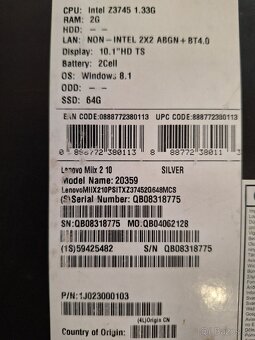 CPU: Intel Z3745 1.33G
RAM: 2G
HDD: --
LAN: NON-INTEL 2X2 ABGN+BT4.0
Display: 10.1"HD TS
Battery: 2Cell
OS: Windows 8.1
ODD: --
SSD: 64G
EAN CODE:0888772380113 UPC CODE:888772380113
0 888772 380113 8 88772 38011 3
Lenovo Miix 2 10 SILVER
Model Name: 20359
LenovoMIIX210PSITXZ37452G648MCS
(S)Serial Number: QB08318775
SN:QB08318775 MO:QB04062128
(1S)59425482 S/N QB08318775
P/N:1J023000103
(4L)Origin CN
Country of Origin: